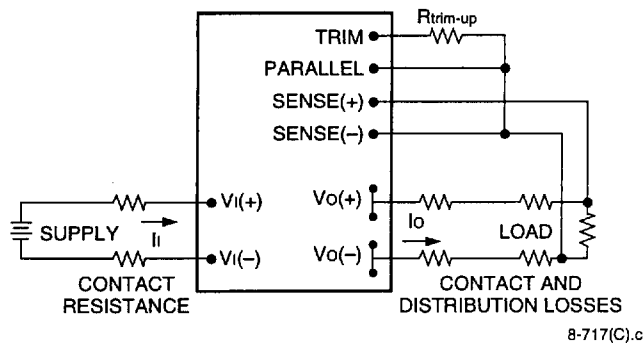 TRIM
Rtrim-up
PARALLEL
SENSE(+)
SENSE(–)
VI(+)
VO(+)
IO
SUPPLY
II
LOAD
VI(–)
VO(–)
CONTACT
RESISTANCE
CONTACT AND
DISTRIBUTION LOSSES
8-717(C).c